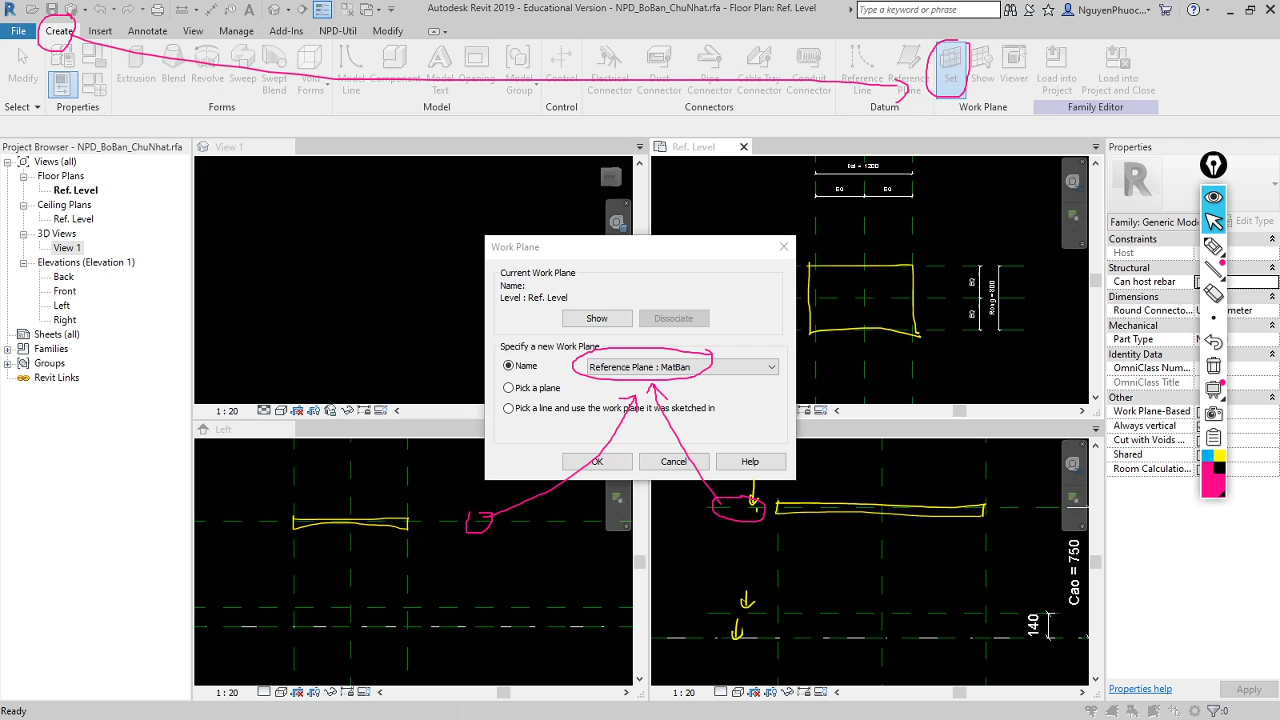 Autodesk Revit 2019 - Educational Version - NPD_BoBan_ChuNhat.rfa - Floor Plan: Ref. Level
Type a keyword or phrase
NguyenPhuoc...
File Create Insert Annotate View Manage Add-Ins NPD-Util Modify
Modify
Extrusion Blend Revolve Sweep Swept Blend Void Forms
Model Line Component Model Text Opening Model Group
Control
Electrical Connector Duct Connector Pipe Connector Cable Tray Connector Conduit Connector
Reference Line Reference Plane
Set Show Viewer
Load into Project Load into Project and Close
Select Properties Forms Model Control Connectors Datum Work Plane Family Editor
Project Browser - NPD_BoBan_ChuNhat.rfa
Views (all)
Floor Plans
Ref. Level
Ceiling Plans
Ref. Level
3D Views
View 1
Elevations (Elevation 1)
Back
Front
Left
Right
Sheets (all)
Families
Groups
Revit Links
View 1
1 : 20
Ref. Level
EQ EQ
EQ
EQ
Rong = 800
Work Plane
Current Work Plane
Name:
Level : Ref. Level
Show Dissociate
Specify a new Work Plane
Name Reference Plane : MatBan
Pick a plane
Pick a line and use the work plane it was sketched in
OK Cancel Help
Left
1 : 20
Cao = 750
140
1 : 20
Properties
R
Family: Generic Mode
Edit Type
Constraints
Host
Structural
Can host rebar
Dimensions
Round Connecto...
Mechanical
Part Type
Identity Data
OmniClass Num...
OmniClass Title
Other
Work Plane-Based
Always vertical
Cut with Voids ...
Shared
Room Calculatio...
Properties help Apply
Ready
:0